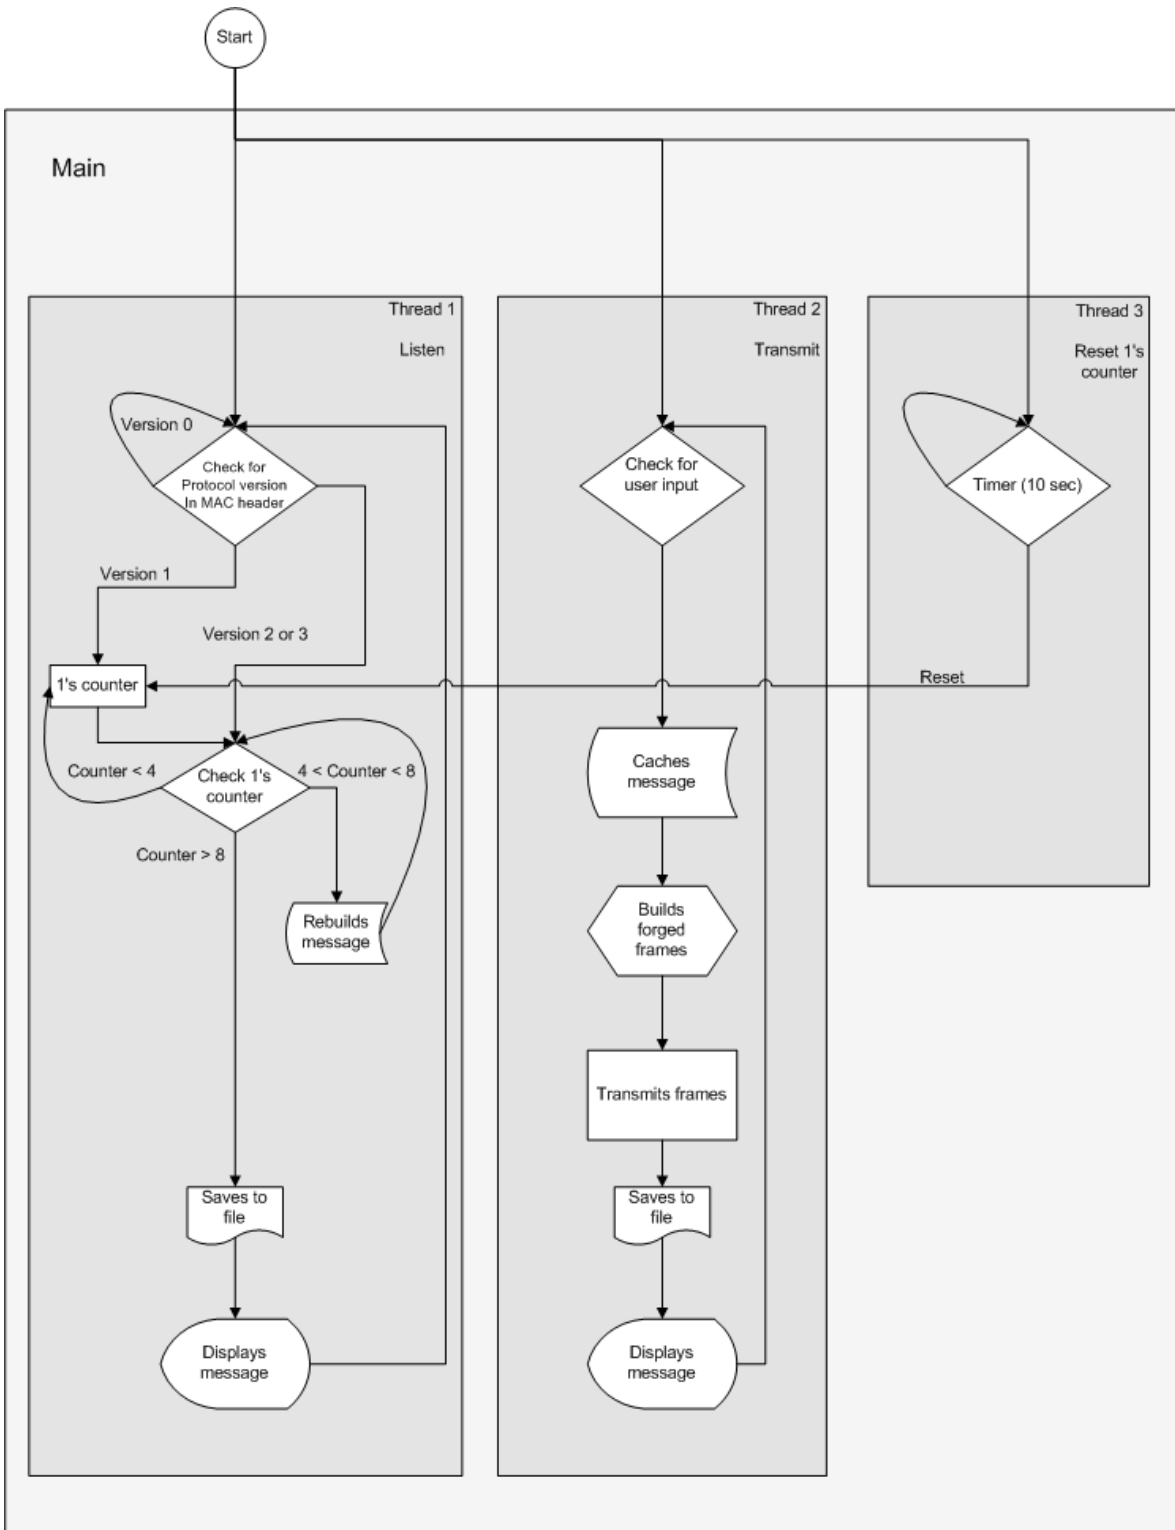 Start
Main
Thread 1
Listen
Version 0
Check for
Protocol version
In MAC header
Version 1
Version 2 or 3
1's counter
Counter < 4
Check 1's
counter
4 < Counter < 8
Counter > 8
Rebuilds
message
Saves to
file
Displays
message
Thread 2
Transmit
Check for
user input
Caches
message
Builds
forged
frames
Transmits frames
Saves to
file
Displays
message
Thread 3
Reset 1's
counter
Timer (10 sec)
Reset